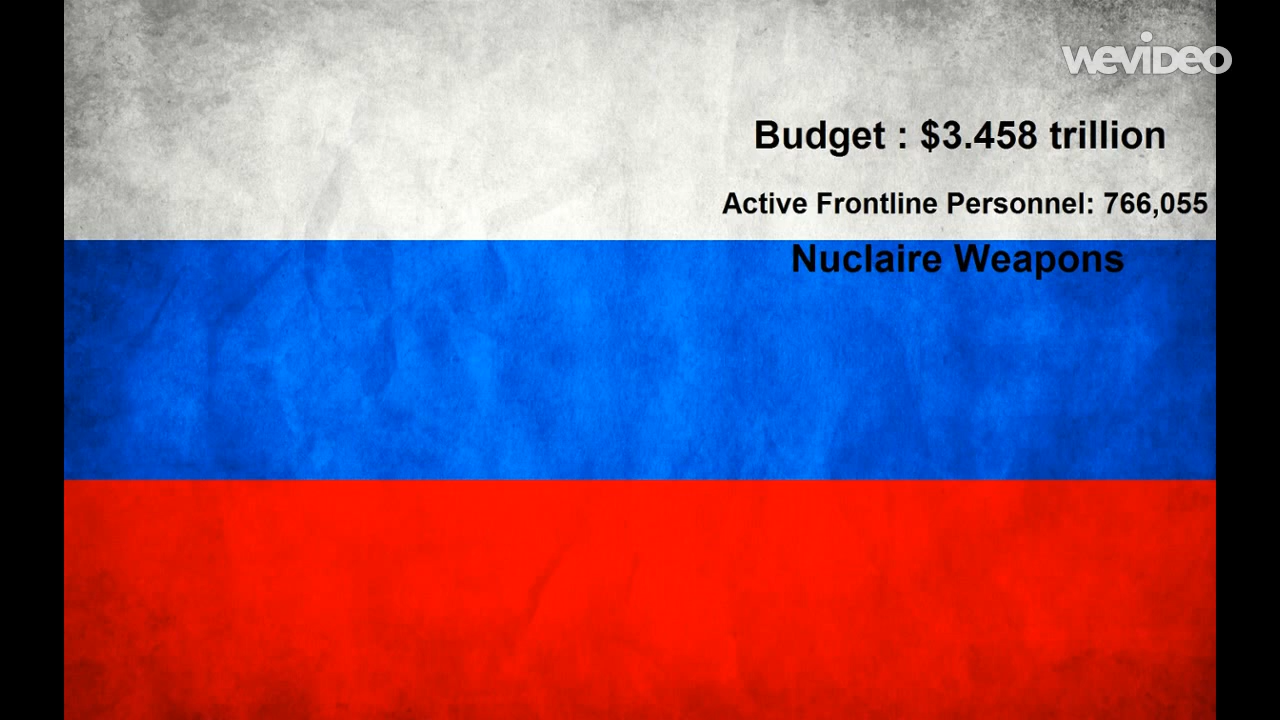 WEVIDEO
Budget : $3.458 trillion
Active Frontline Personnel: 766,055
Nuclaire Weapons